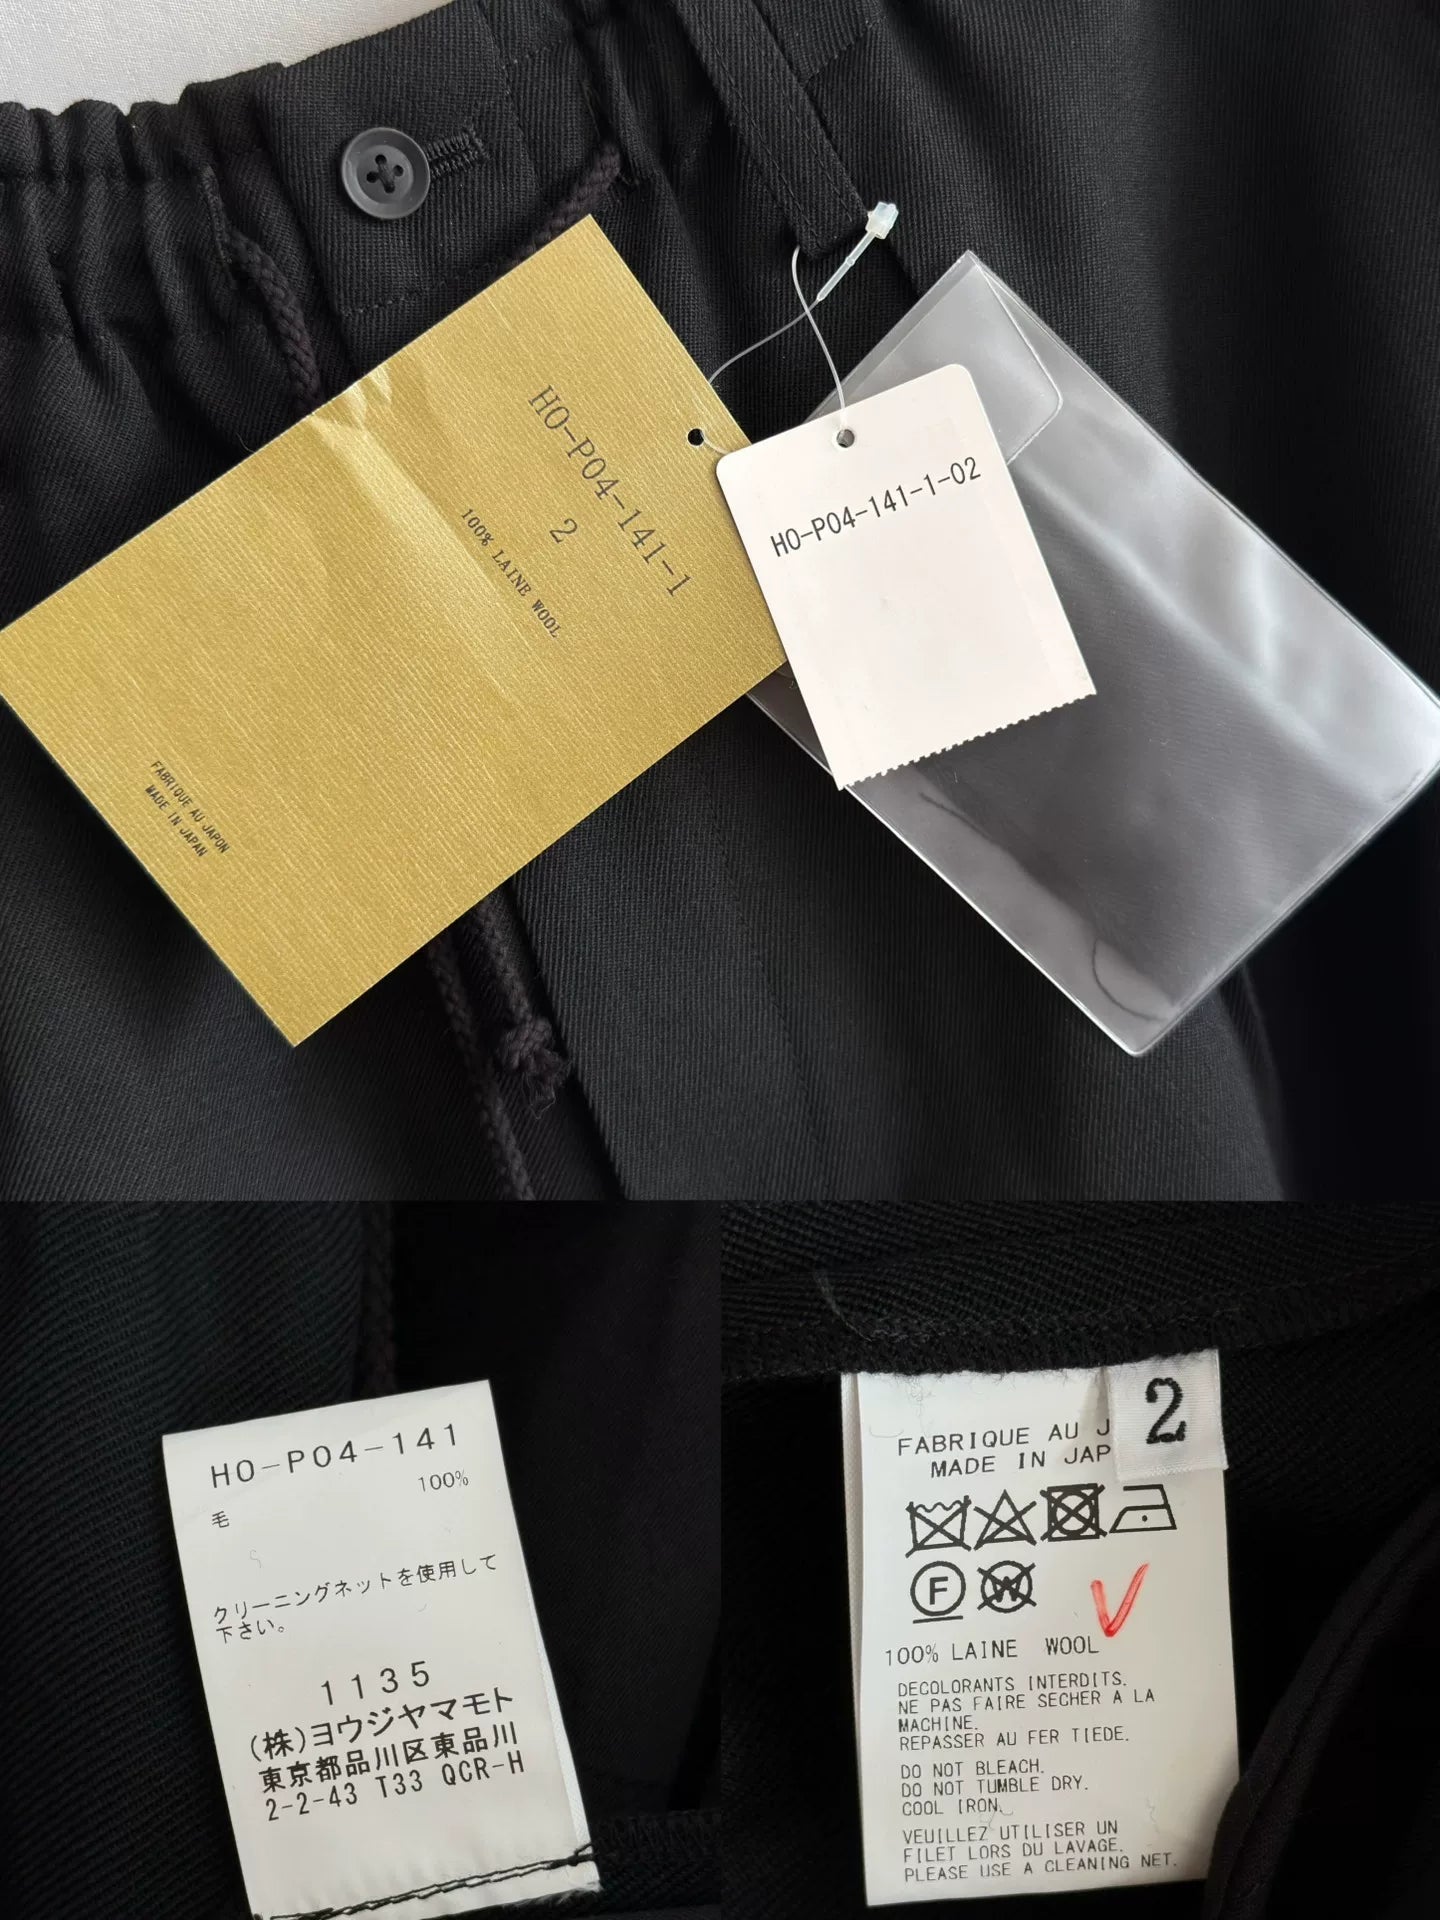 HO-P04-141-1
2
100% LAINE WOOL
FABRIQUE AU JAPON
MADE IN JAPAN
HO-P04-141-1-02
HO-P04-141
毛 100%
クリーニングネットを使用して
下さい。
1135
(株)ヨウジヤマモト
東京都品川区東品川
2-2-43 T33 QCR-H
2
FABRIQUE AU J
MADE IN JAP
F
W
100% LAINE WOOL
DECOLORANTS INTERDITS.
NE PAS FAIRE SECHER A LA
MACHINE.
REPASSER AU FER TIEDE.
DO NOT BLEACH.
DO NOT TUMBLE DRY.
COOL IRON.
VEUILLEZ UTILISER UN
FILET LORS DU LAVAGE.
PLEASE USE A CLEANING NET.